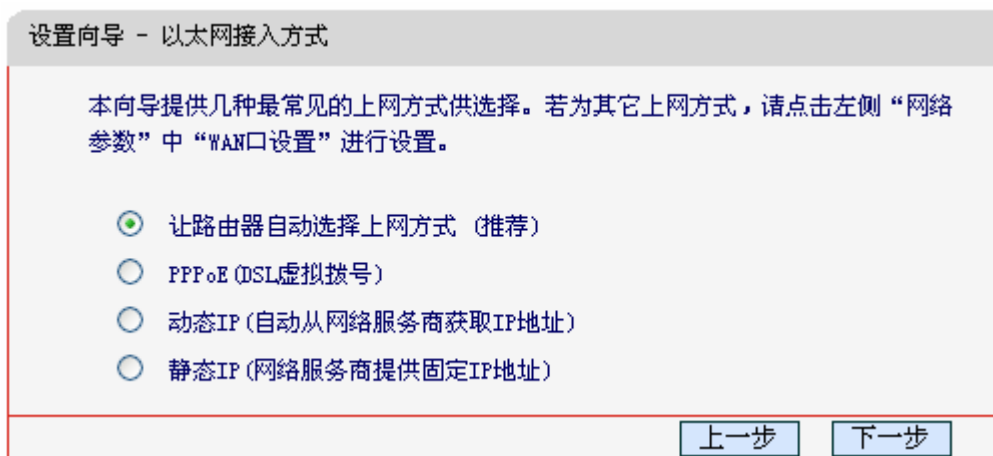 设置向导 - 以太网接入方式
本向导提供几种最常见的上网方式供选择。若为其它上网方式，请点击左侧“网络
参数”中“WAN口设置”进行设置。
让路由器自动选择上网方式（推荐）
PPPoE(DSL虚拟拨号)
动态IP(自动从网络服务商获取IP地址)
静态IP(网络服务商提供固定IP地址)
上一步 下一步